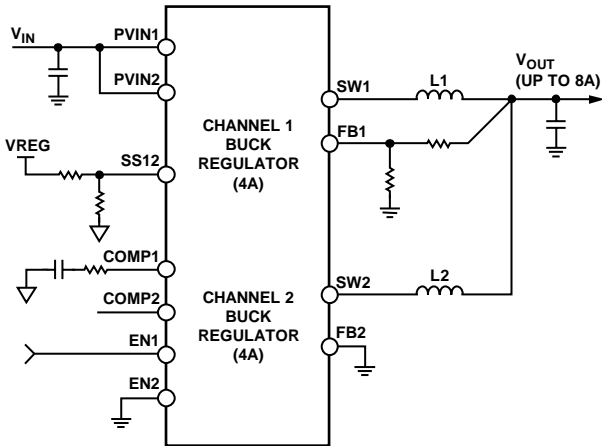 VIN
PVIN1
PVIN2
VREG
SS12
COMP1
COMP2
EN1
EN2
CHANNEL 1
BUCK
REGULATOR
(4A)
CHANNEL 2
BUCK
REGULATOR
(4A)
SW1
L1
VOUT
(UP TO 8A)
FB1
SW2
L2
FB2